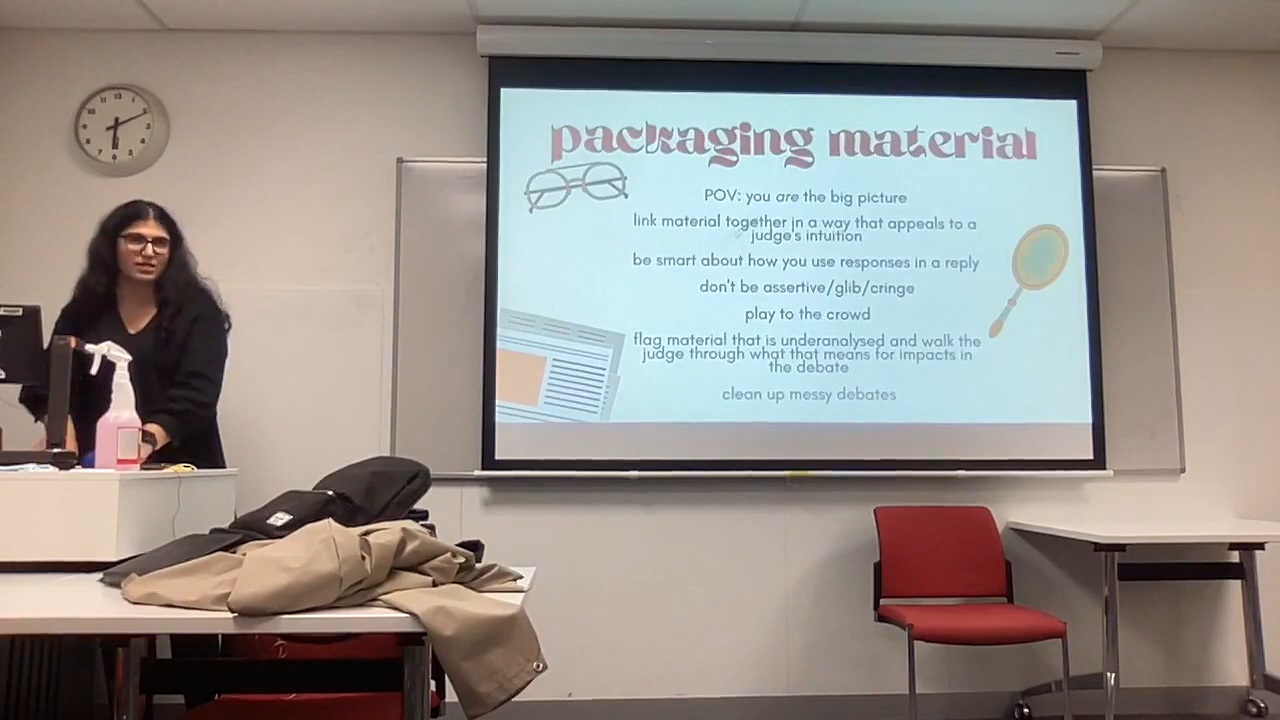 packaging material
POV: you are the big picture
link material together in a way that appeals to a
judge's intuition
be smart about how you use responses in a reply
don't be assertive/glib/cringe
play to the crowd
flag material that is underanalysed and walk the
judge through what that means for impacts in
the debate
clean up messy debates